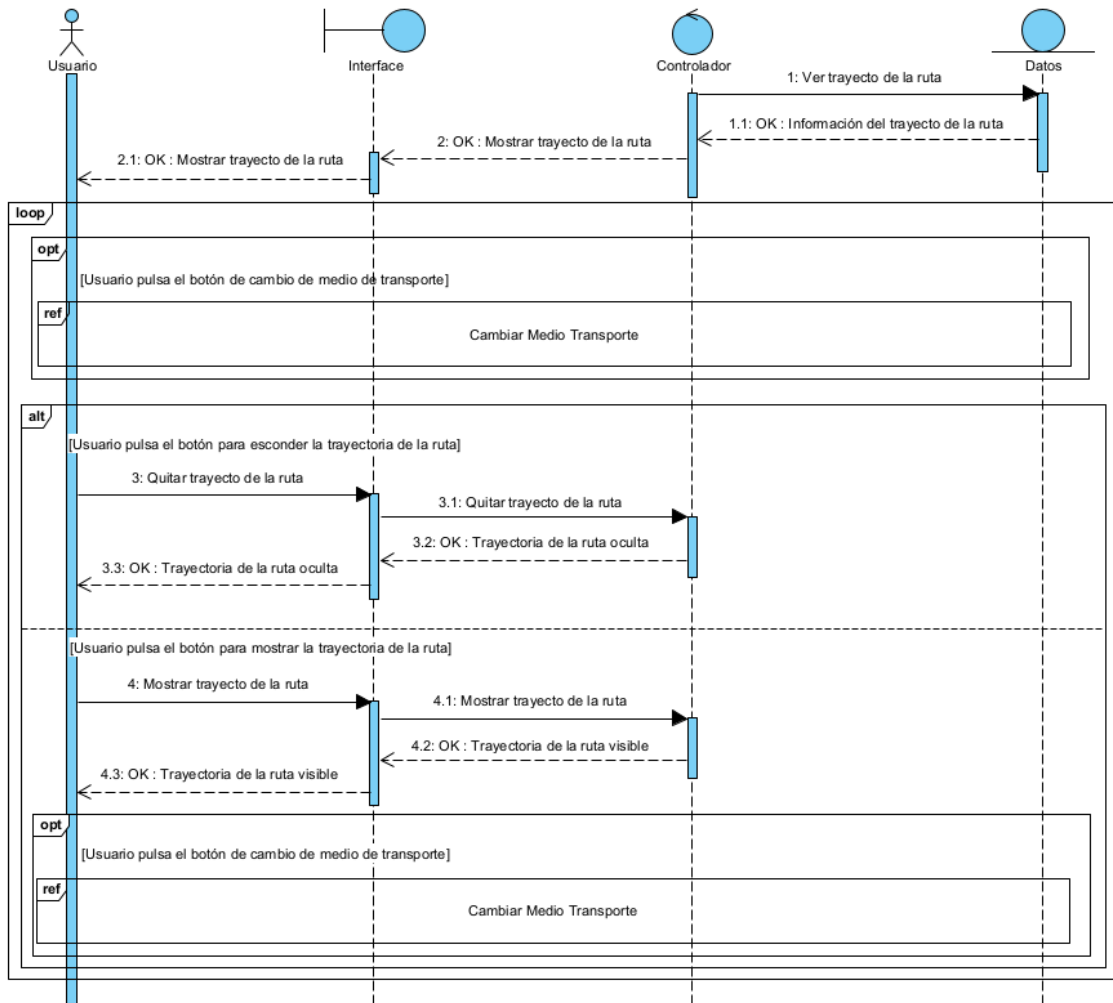 Usuario
Interface
Controlador
Datos
1: Ver trayecto de la ruta
1.1: OK : Información del trayecto de la ruta
2: OK : Mostrar trayecto de la ruta
2.1: OK : Mostrar trayecto de la ruta
loop
opt
[Usuario pulsa el botón de cambio de medio de transporte]
ref
Cambiar Medio Transporte
alt
[Usuario pulsa el botón para esconder la trayectoria de la ruta]
3: Quitar trayecto de la ruta
3.1: Quitar trayecto de la ruta
3.2: OK : Trayectoria de la ruta oculta
3.3: OK : Trayectoria de la ruta oculta
[Usuario pulsa el botón para mostrar la trayectoria de la ruta]
4: Mostrar trayecto de la ruta
4.1: Mostrar trayecto de la ruta
4.2: OK : Trayectoria de la ruta visible
4.3: OK : Trayectoria de la ruta visible
opt
[Usuario pulsa el botón de cambio de medio de transporte]
ref
Cambiar Medio Transporte